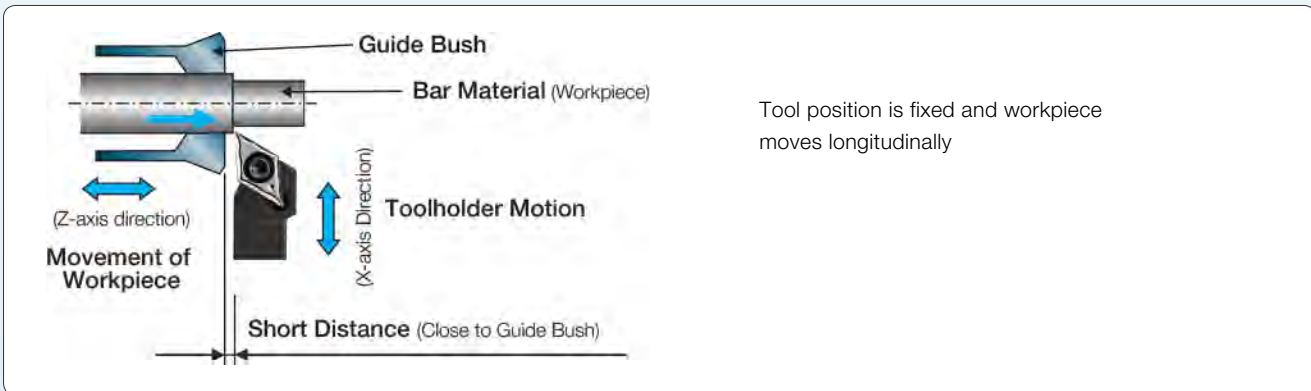 Guide Bush
Bar Material (Workpiece)
Tool position is fixed and workpiece
moves longitudinally
(Z-axis direction)
Movement of
Workpiece
(X-axis Direction)
Toolholder Motion
Short Distance (Close to Guide Bush)